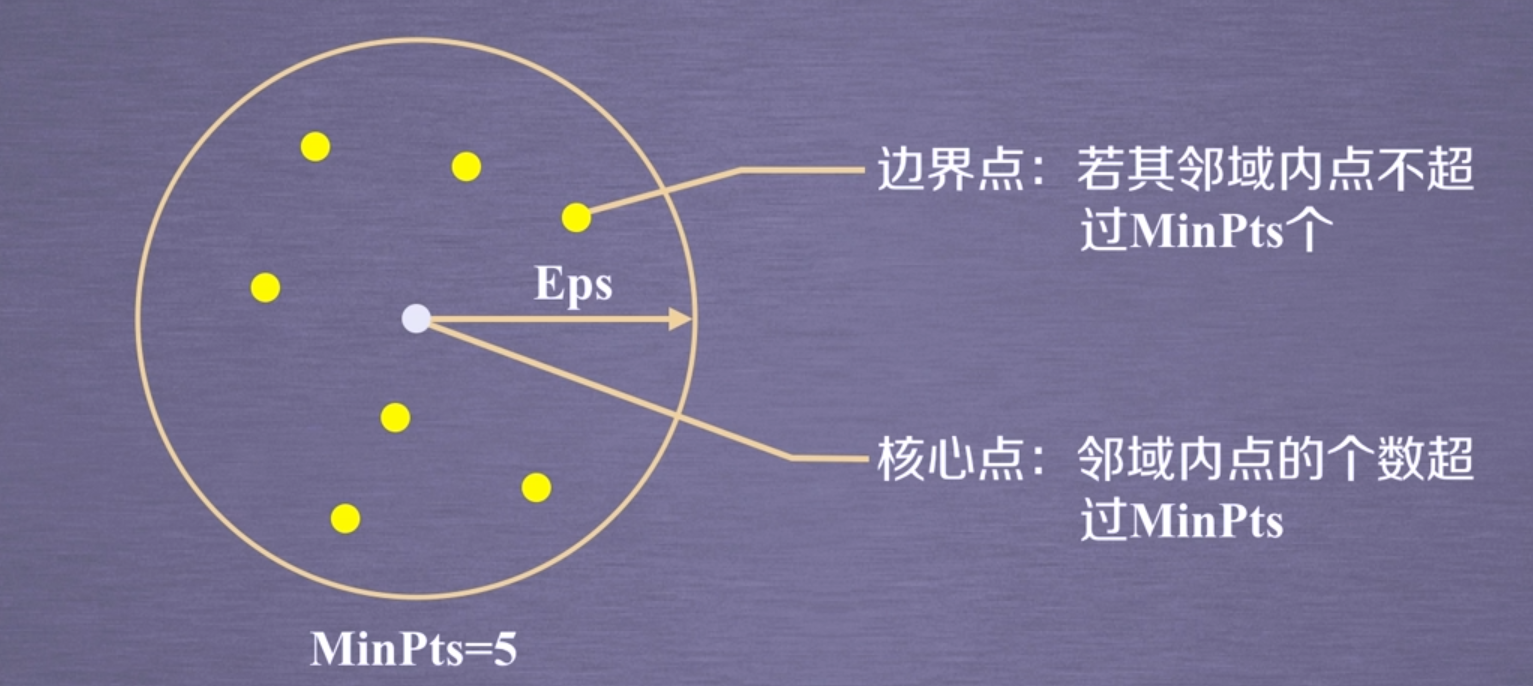 边界点：若其邻域内点不超
过MinPts个
Eps
核心点：邻域内点的个数超
过MinPts
MinPts=5